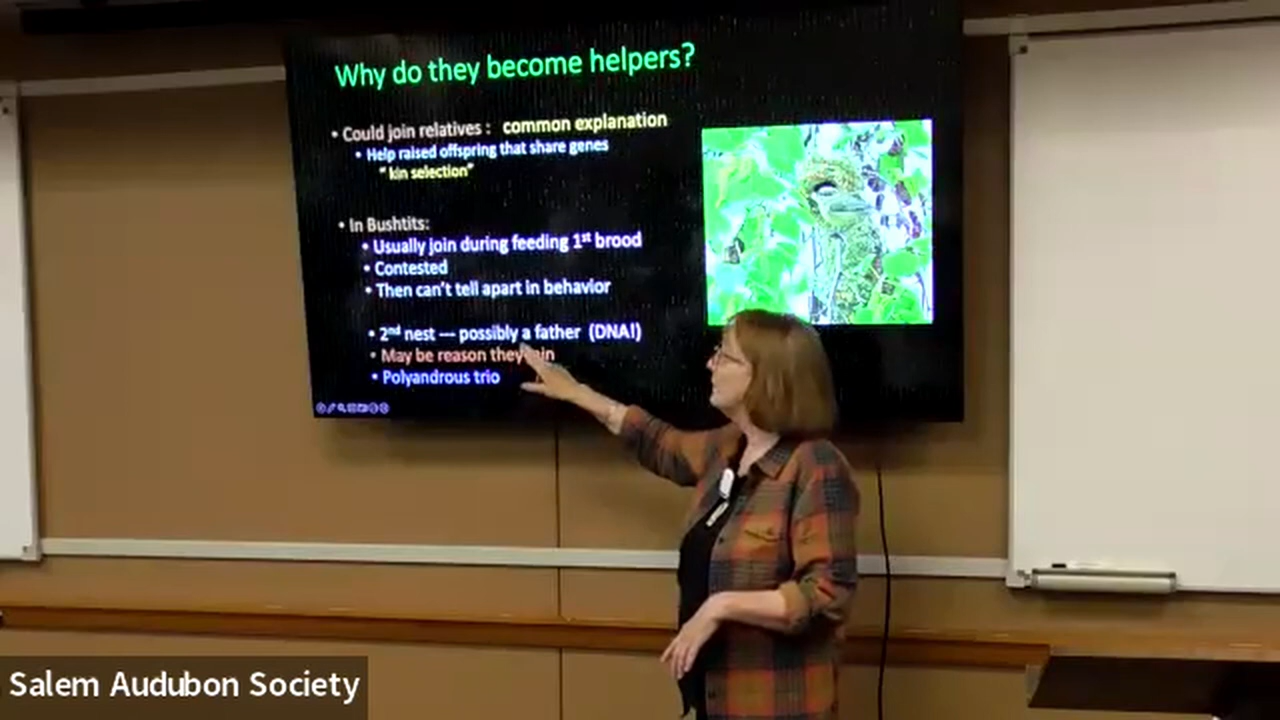 Why do they become helpers?
• Could join relatives : common explanation
• Help raised offspring that share genes
" kin selection"
• In Bushtits:
• Usually join during feeding 1st brood
• Contested
• Then can't tell apart in behavior
• 2nd nest --- possibly a father (DNA!)
• May be reason they
• Polyandrous trio
Salem Audubon Society